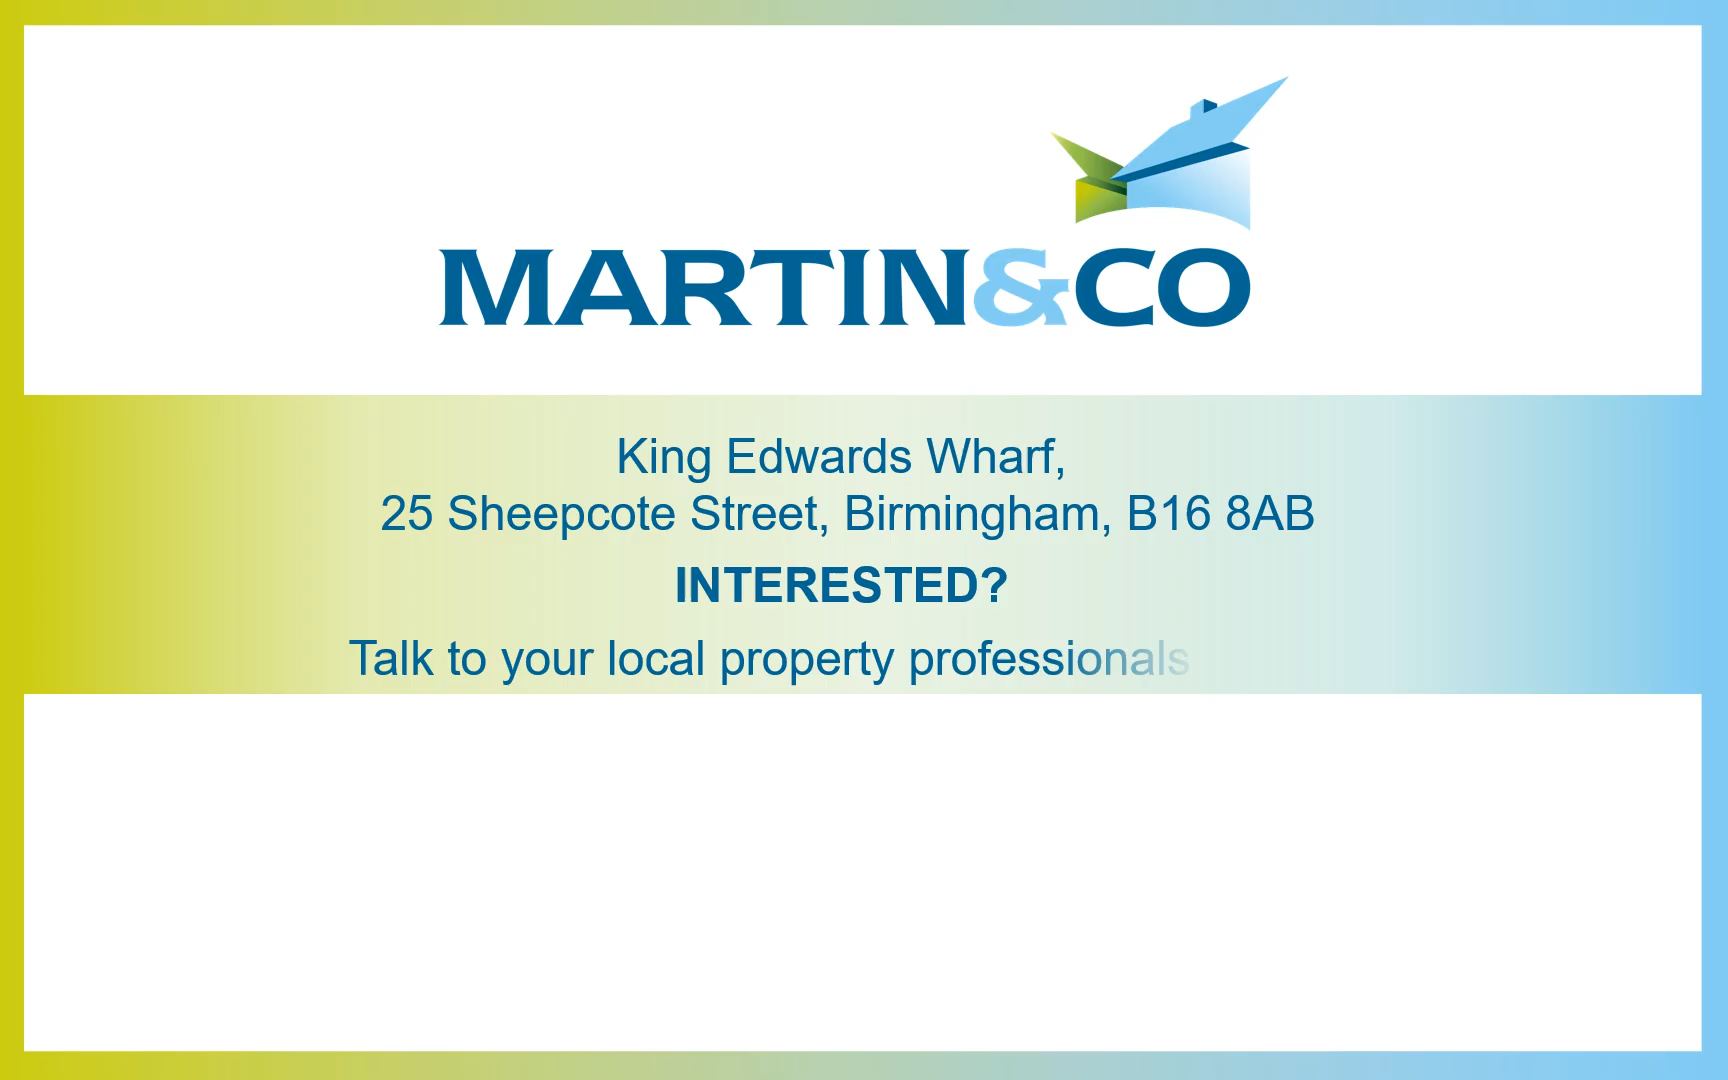 MARTIN&CO
King Edwards Wharf,
25 Sheepcote Street, Birmingham, B16 8AB
INTERESTED?
Talk to your local property professionals